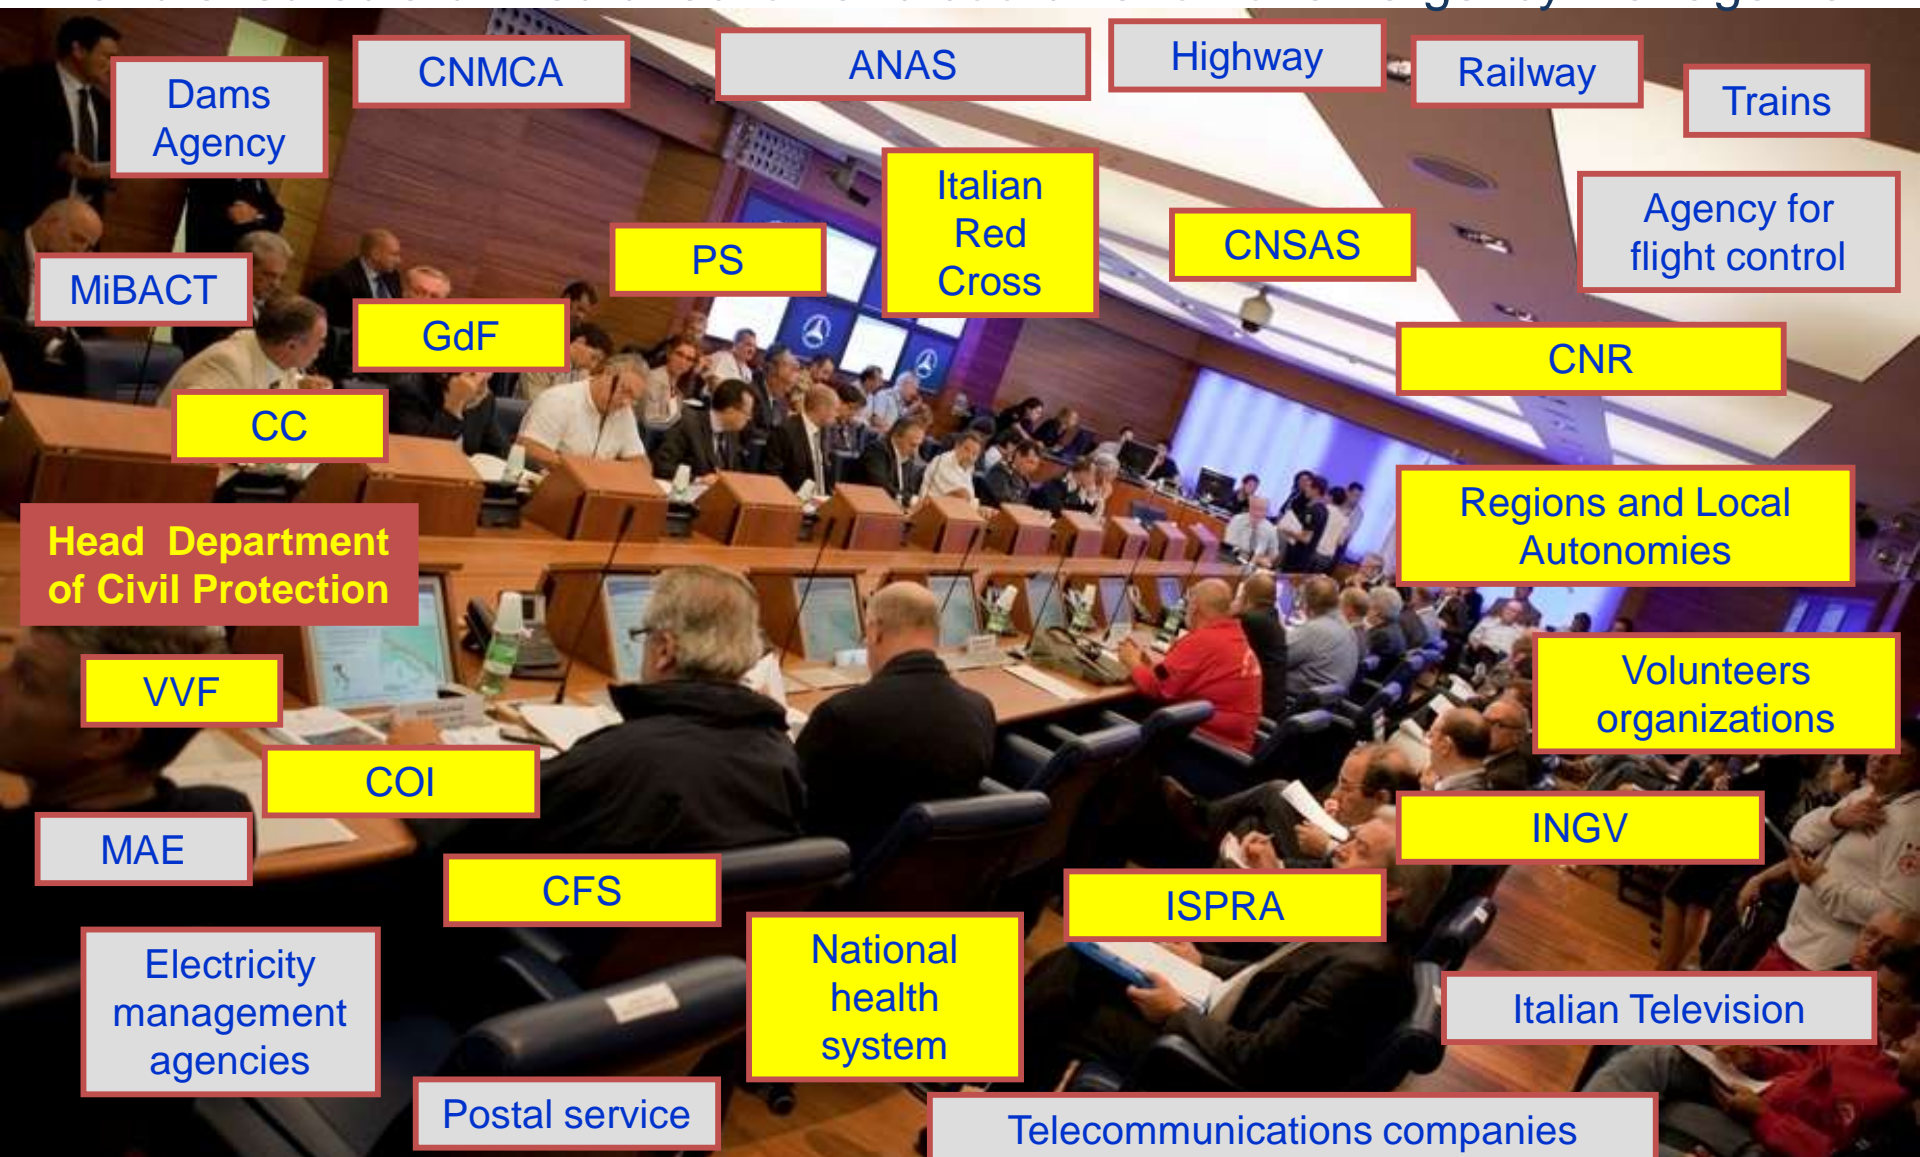 CNMCA
ANAS
Highway
Railway
Trains
Dams
Agency
Italian
Red
Cross
PS
CNSAS
Agency for
flight control
MiBACT
GdF
CNR
CC
Regions and Local
Autonomies
Head Department
of Civil Protection
VVF
Volunteers
organizations
COI
MAE
INGV
CFS
ISPRA
Electricity
management
agencies
National
health
system
Italian Television
Postal service
Telecommunications companies